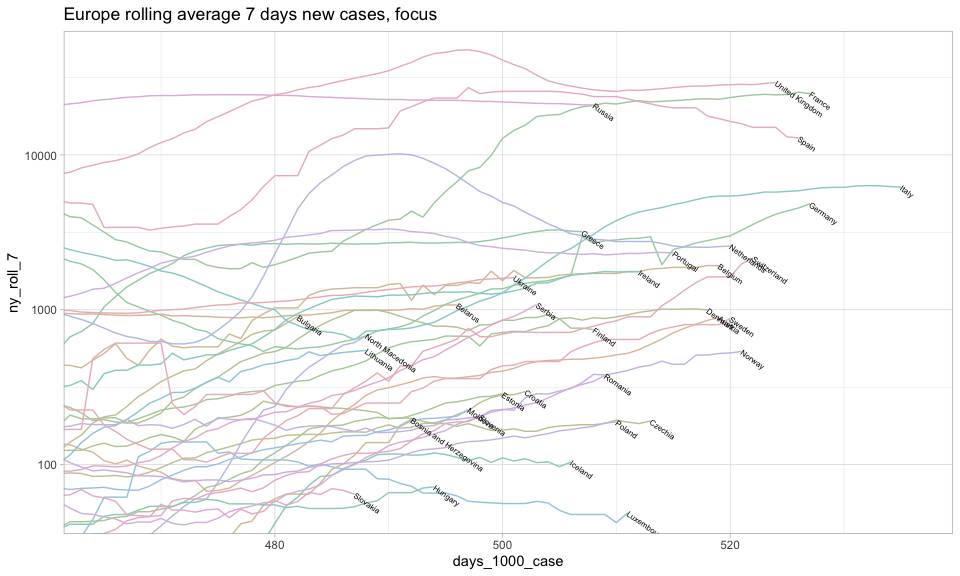 Europe rolling average 7 days new cases, focus
United Kingdom
France
Russia
Spain
10000
Italy
Germany
Greece
Netherlands
Portugal
Switzerland
Belgium
Ireland
Ukraine
1000
Serbia
Belarus
Bulgaria
Denmark
Sweden
Austria
Finland
North Macedonia
Lithuania
Norway
Romania
Croatia
Estonia
Moldova
Slovenia
Bosnia and Herzegovina
Poland
Czechia
100
Iceland
Hungary
Slovakia
Luxembo
480
500
520
days_1000_case
ny_roll_7